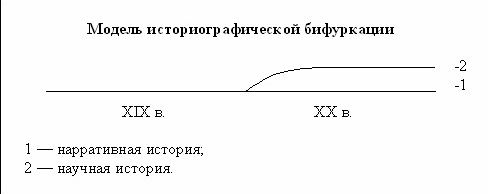 Модель историографической бифуркации
-2
-1
XIX в.
XX в.
1 — нарративная история;
2 — научная история.